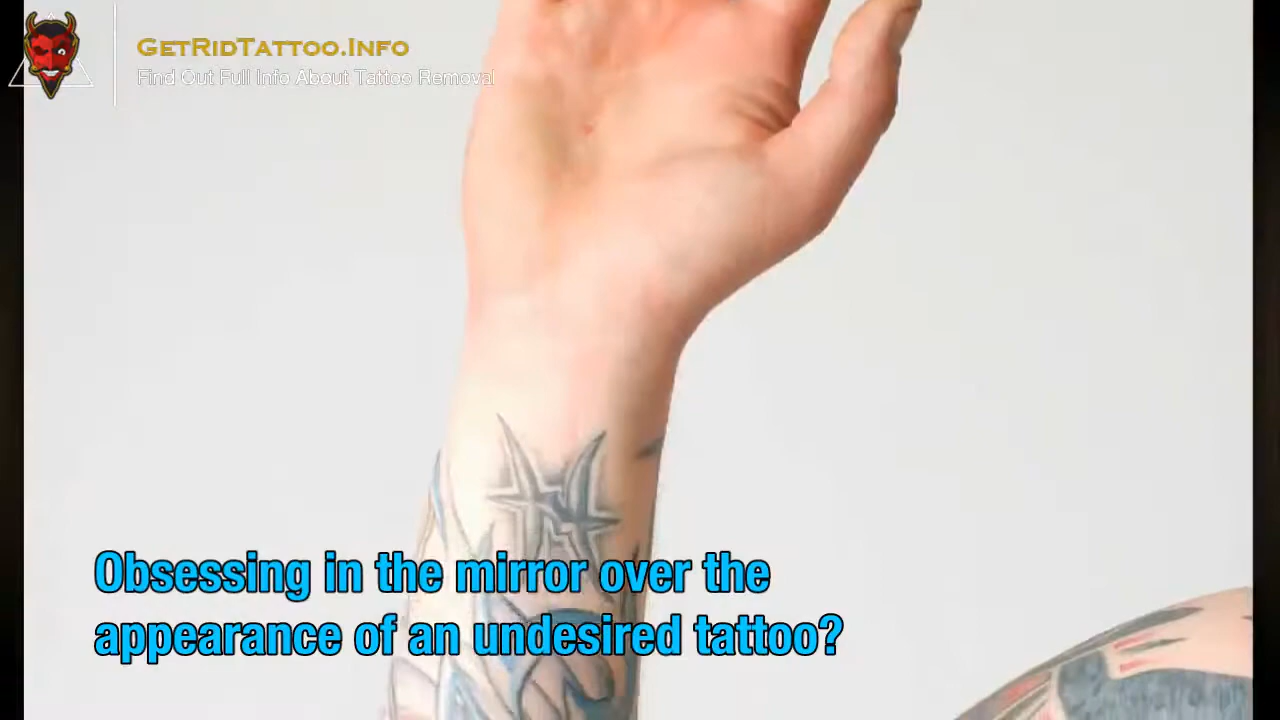 GetRidTattoo.Info
Find Out Full Info About Tattoo Removal
Obsessing in the mirror over the
appearance of an undesired tattoo?